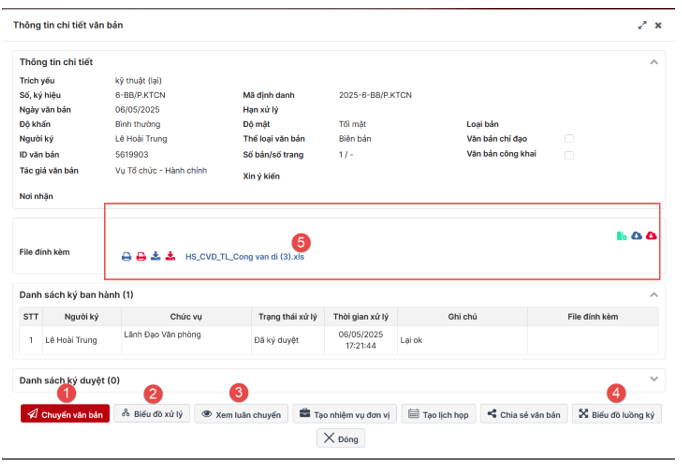 Thông tin chi tiết văn bản
Thông tin chi tiết
Trích yếu kỹ thuật (lại)
Số, ký hiệu 6-BB/P.KTCN Mã định danh 2025-6-BB/P.KTCN
Ngày văn bản 06/05/2025 Hạn xử lý
Độ khẩn Bình thường Độ mật Tối mật Loại bản
Người ký Lê Hoài Trung Thể loại văn bản Biên bản Văn bản chỉ đạo
ID văn bản 5619903 Số bản/số trang 1 / - Văn bản công khai
Tác giả văn bản Vụ Tổ chức - Hành chính Xin ý kiến
Nơi nhận
5
File đính kèm HS_CVD_TL_Cong van di (3).xls
Danh sách ký ban hành (1)
STT Người ký Chức vụ Trạng thái xử lý Thời gian xử lý Ghi chú File đính kèm
1 Lê Hoài Trung Lãnh Đạo Văn phòng Đã ký duyệt 06/05/2025 17:21:44 Lại ok
Danh sách ký duyệt (0)
1 2 3 4
Chuyển văn bản Biểu đồ xử lý Xem luân chuyển Tạo nhiệm vụ đơn vị Tạo lịch họp Chia sẻ văn bản Biểu đồ luồng ký
Đóng